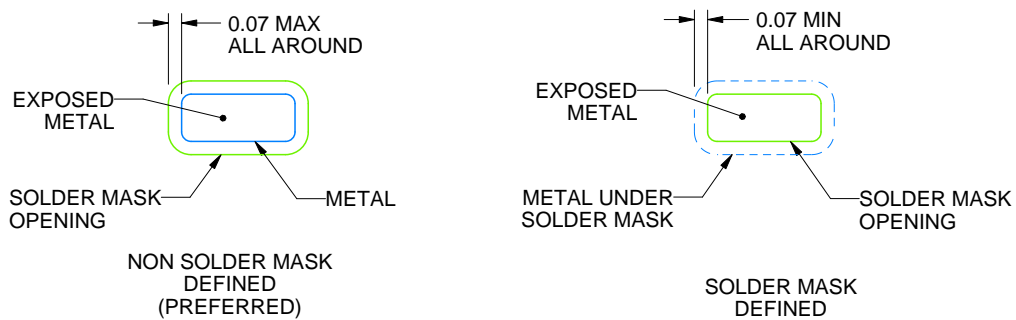 0.07 MAX
ALL AROUND
EXPOSED
METAL
SOLDER MASK
OPENING
METAL
NON SOLDER MASK
DEFINED
(PREFERRED)
0.07 MIN
ALL AROUND
EXPOSED
METAL
METAL UNDER
SOLDER MASK
SOLDER MASK
OPENING
SOLDER MASK
DEFINED